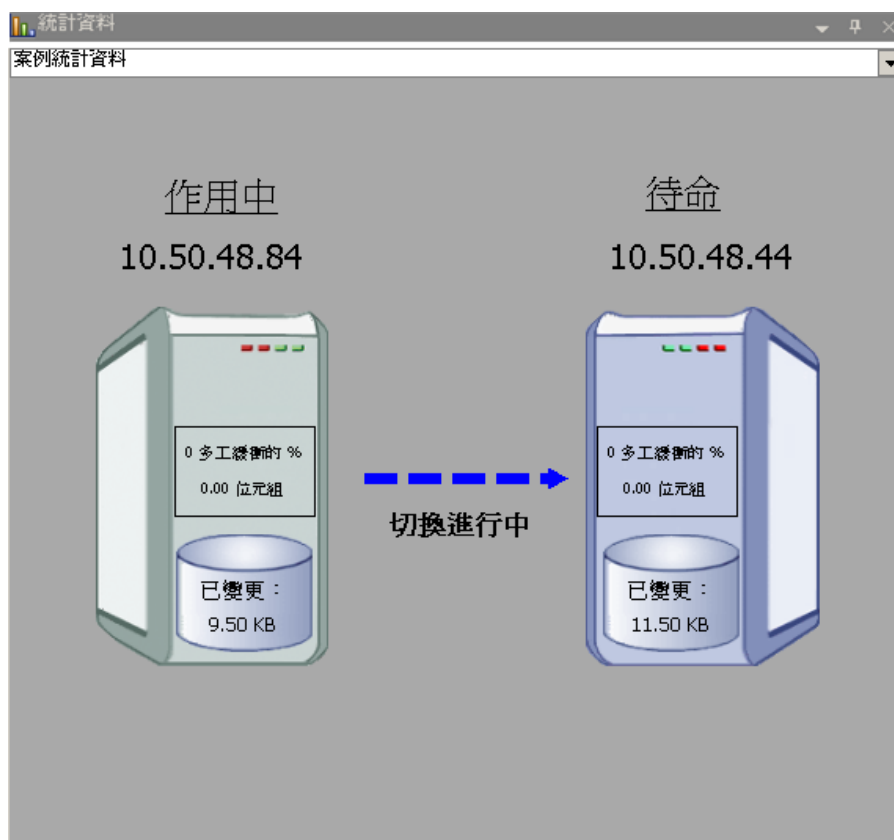 統計資料
案例統計資料
作用中
待命
10.50.48.84
10.50.48.44
0 多工緩衝的 %
0.00 位元組
0 多工緩衝的 %
0.00 位元組
切換進行中
已變更：
9.50 KB
已變更：
11.50 KB